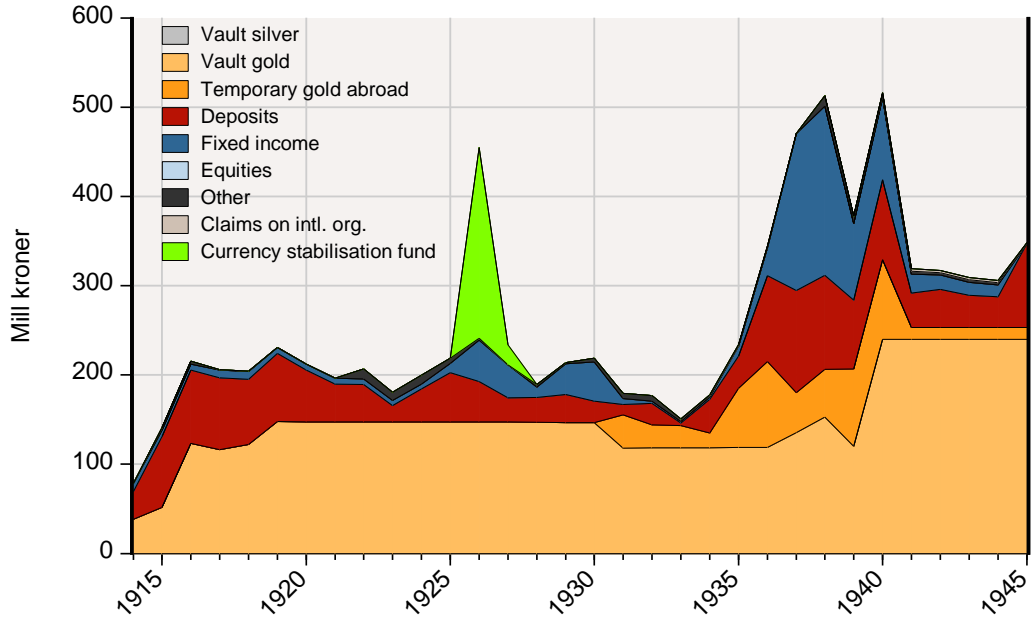 600
500
400
300
200
100
0
Mill kroner
Vault silver
Vault gold
Temporary gold abroad
Deposits
Fixed income
Equities
Other
Claims on intl. org.
Currency stabilisation fund
1915
1920
1925
1930
1935
1940
1945